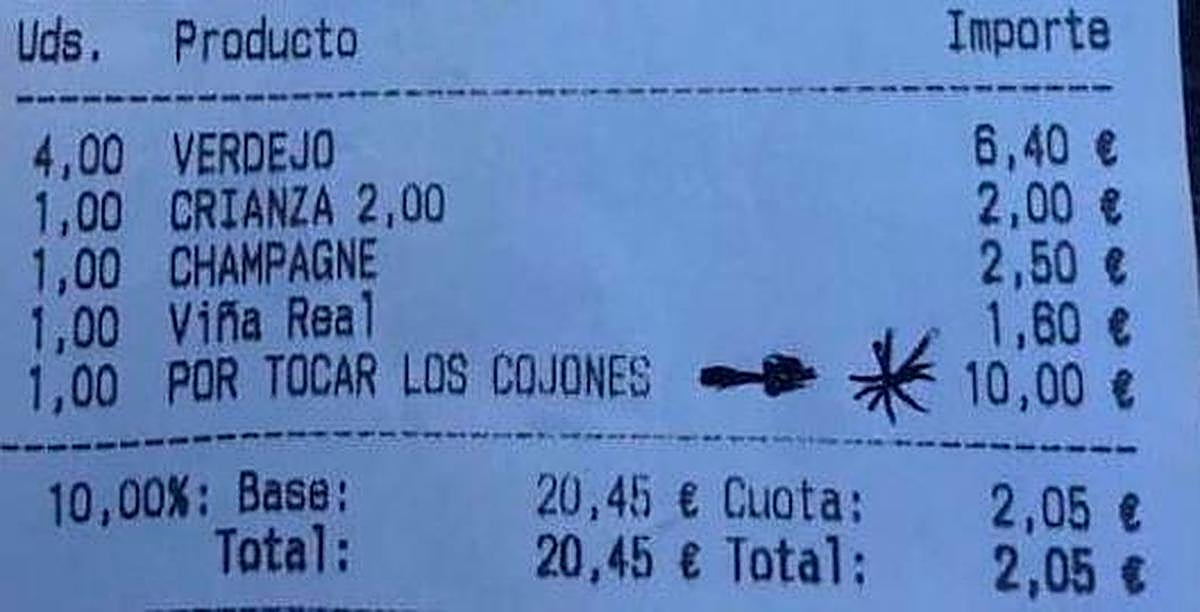 Uds. Producto Importe
4,00 VERDEJO 6,40 €
1,00 CRIANZA 2,00 2,00 €
1,00 CHAMPAGNE 2,50 €
1,00 Viña Real 1,60 €
1,00 POR TOCAR LOS COJONES 10,00 €
10,00%: Base: 20,45 € Cuota: 2,05 €
Total: 20,45 € Total: 2,05 €